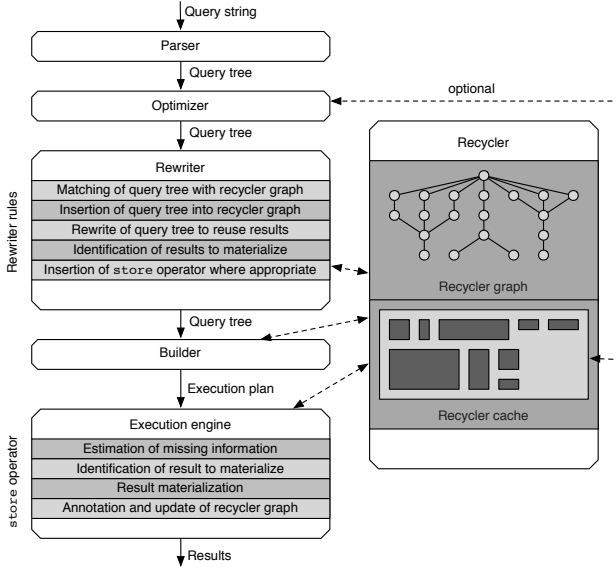 Query string
Parser
Query tree
optional
Optimizer
Query tree
Rewriter rules
Rewriter
Matching of query tree with recycler graph
Insertion of query tree into recycler graph
Rewrite of query tree to reuse results
Identification of results to materialize
Insertion of store operator where appropriate
Query tree
Builder
Execution plan
store operator
Execution engine
Estimation of missing information
Identification of result to materialize
Result materialization
Annotation and update of recycler graph
Results
Recycler
Recycler graph
Recycler cache